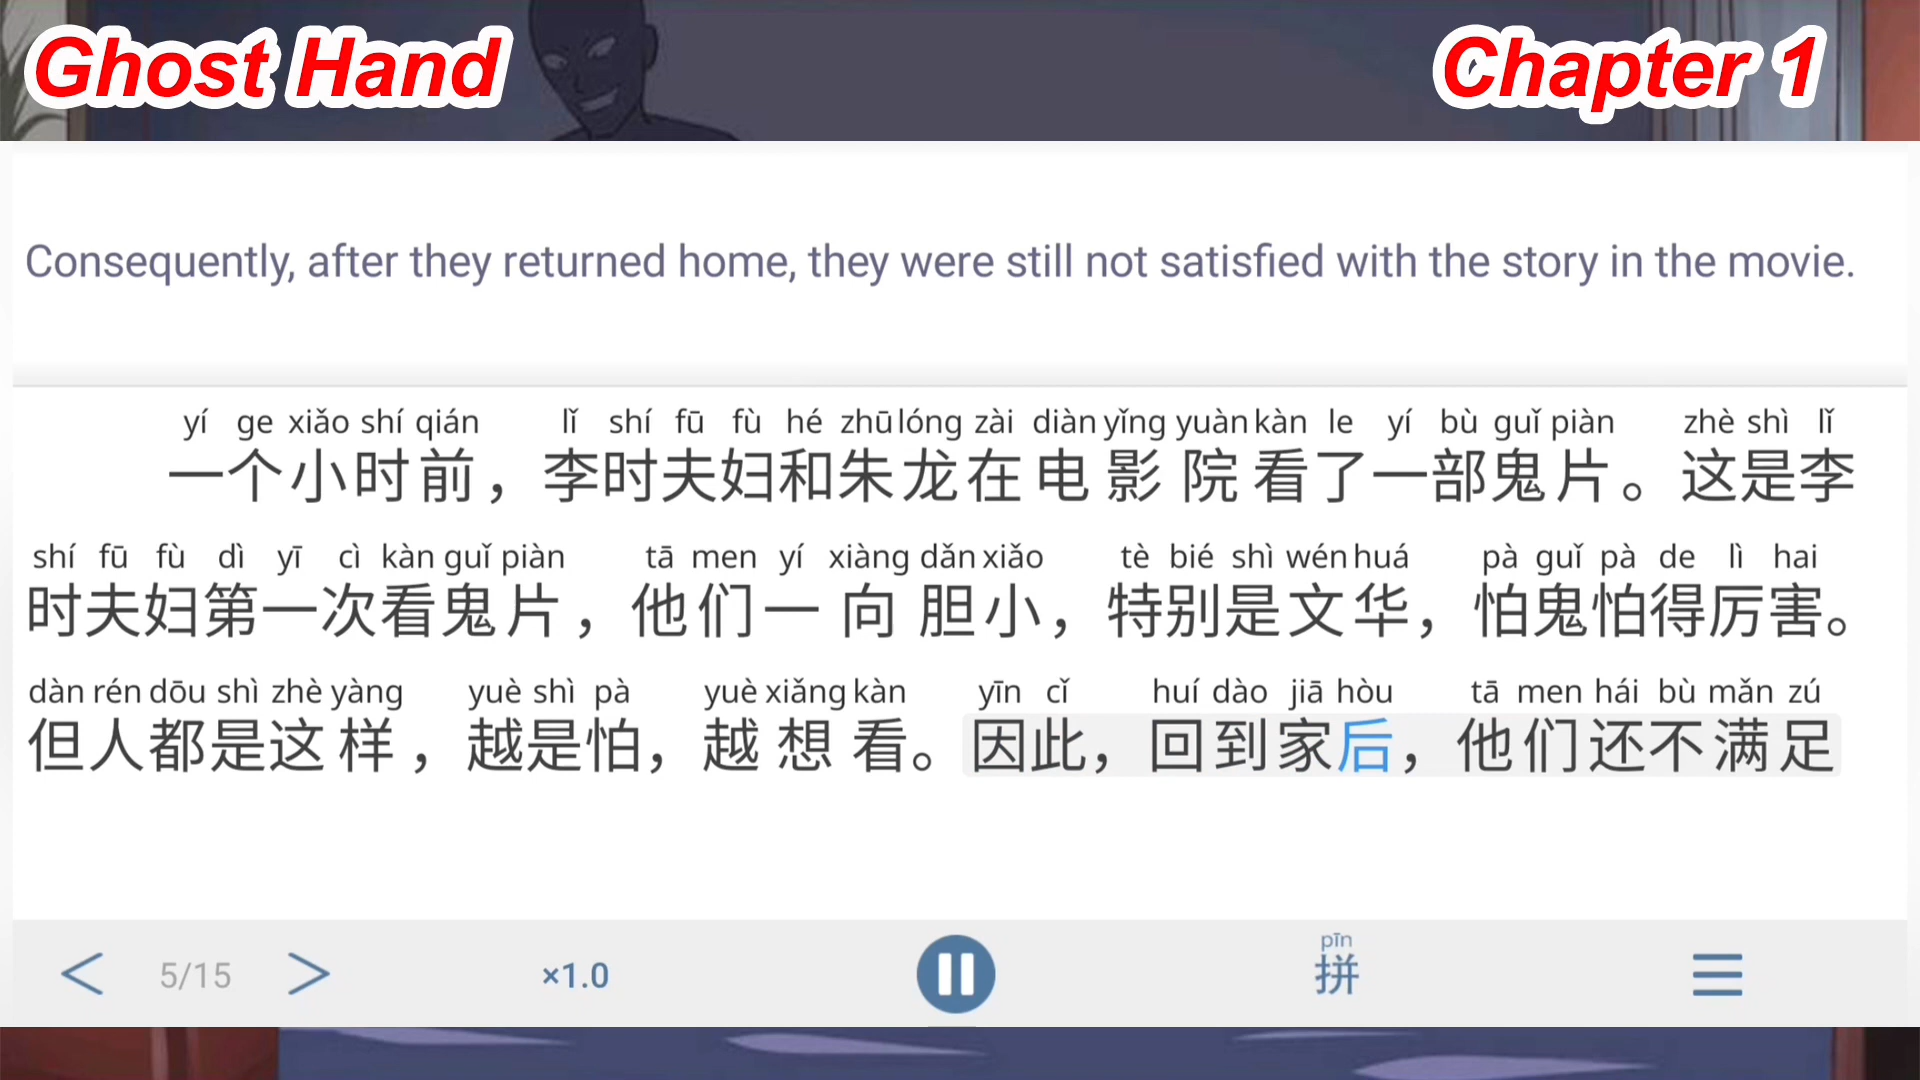 Ghost Hand
Chapter 1
Consequently, after they returned home, they were still not satisfied with the story in the movie.
yí ge xiǎo shí qián lǐ shí fū fù hé zhū lóng zài diàn yǐng yuàn kàn le yí bù guǐ piàn zhè shì lǐ
一个小时前，李时夫妇和朱龙在电影院看了一部鬼片。这是李
shí fū fù dì yī cì kàn guǐ piàn tā men yí xiàng dǎn xiǎo tè bié shì wén huá pà guǐ pà de lì hai
时夫妇第一次看鬼片，他们一向胆小，特别是文华，怕鬼怕得厉害。
dàn rén dōu shì zhè yàng yuè shì pà yuè xiǎng kàn yīn cǐ huí dào jiā hòu tā men hái bù mǎn zú
但人都是这样，越是怕，越想看。因此，回到家后，他们还不满足
< 5/15 > ×1.0
pīn
拼